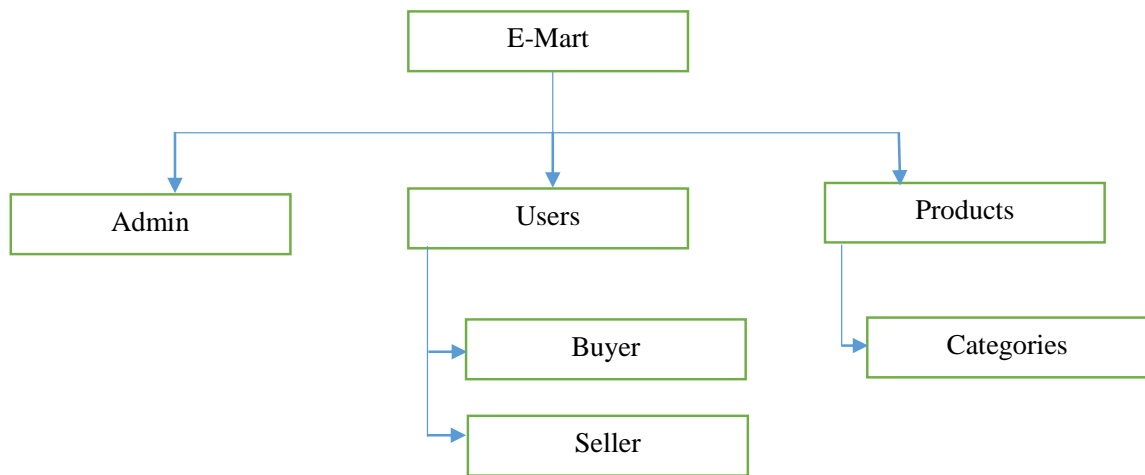 E-Mart
Admin
Users
Products
Buyer
Categories
Seller